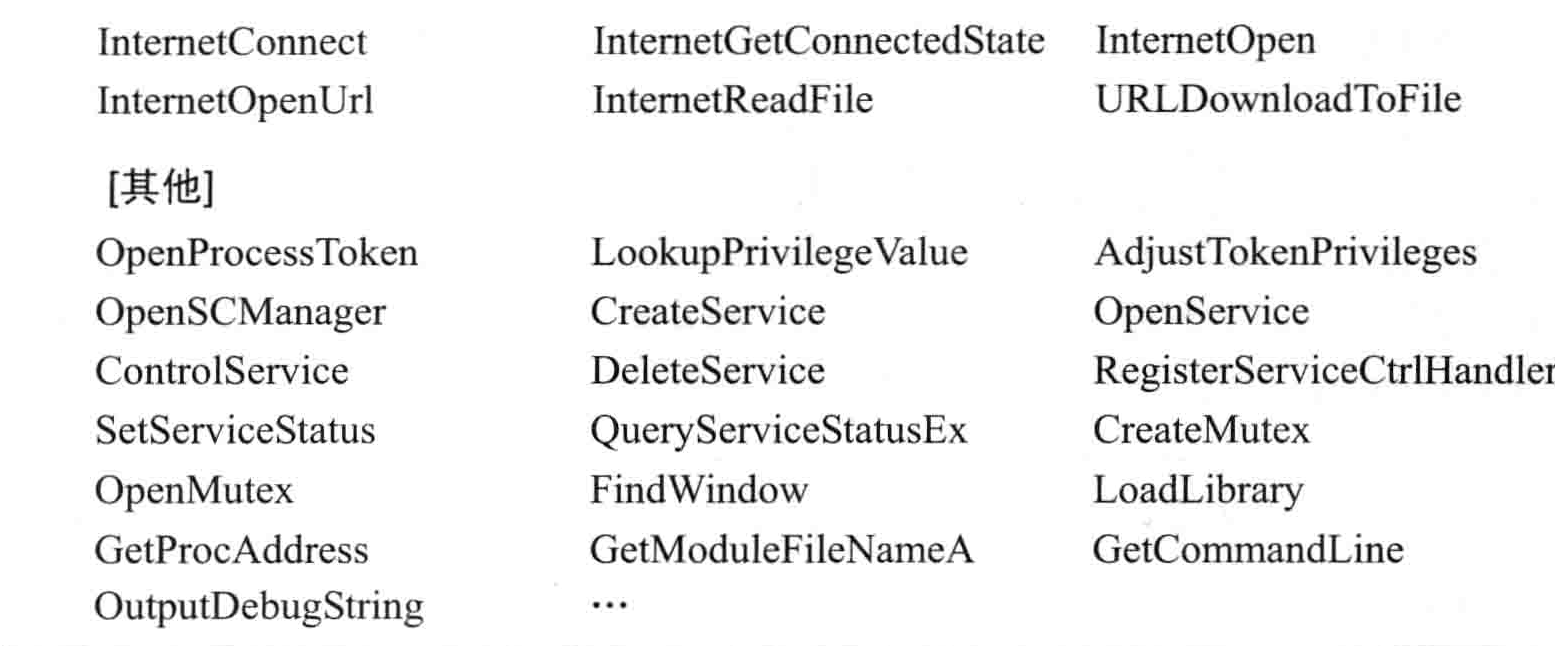 InternetConnect InternetGetConnectedState InternetOpen
InternetOpenUrl InternetReadFile URLDownloadToFile
[其他]
OpenProcessToken LookupPrivilegeValue AdjustTokenPrivileges
OpenSCManager CreateService OpenService
ControlService DeleteService RegisterServiceCtrlHandler
SetServiceStatus QueryServiceStatusEx CreateMutex
OpenMutex FindWindow LoadLibrary
GetProcAddress GetModuleFileNameA GetCommandLine
OutputDebugString …